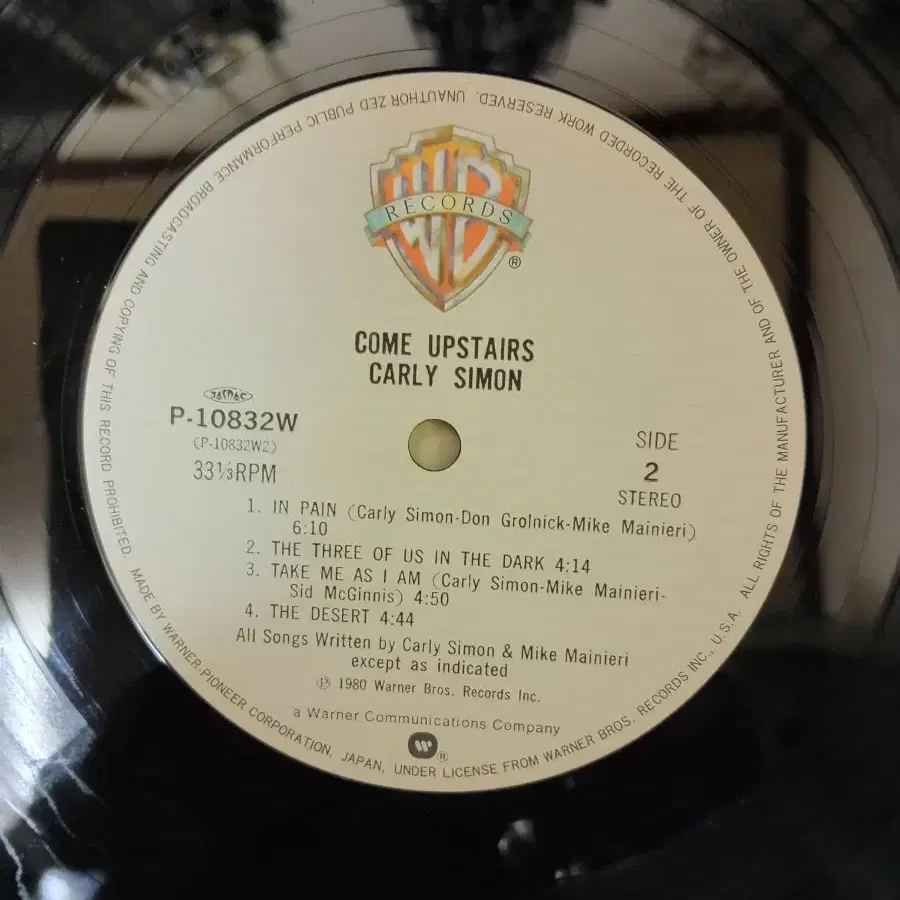 WB
RECORDS
®
COME UPSTAIRS
CARLY SIMON
JASRAC
P-10832W
(P-10832W2)
33⅓RPM
SIDE
2
STEREO
1. IN PAIN (Carly Simon-Don Grolnick-Mike Mainieri)
6:10
2. THE THREE OF US IN THE DARK 4:14
3. TAKE ME AS I AM (Carly Simon-Mike Mainieri-
Sid McGinnis) 4:50
4. THE DESERT 4:44
All Songs Written by Carly Simon & Mike Mainieri
except as indicated
℗ 1980 Warner Bros. Records Inc.
a Warner Communications Company
®
MADE BY WARNER-PIONEER CORPORATION, JAPAN, UNDER LICENSE FROM WARNER BROS. RECORDS INC., U.S.A. ALL RIGHTS OF THE MANUFACTURER AND OF THE OWNER OF THE RECORDED WORK RESERVED. UNAUTHORIZED PUBLIC PERFORMANCE, BROADCASTING AND COPYING OF THIS RECORD PROHIBITED.